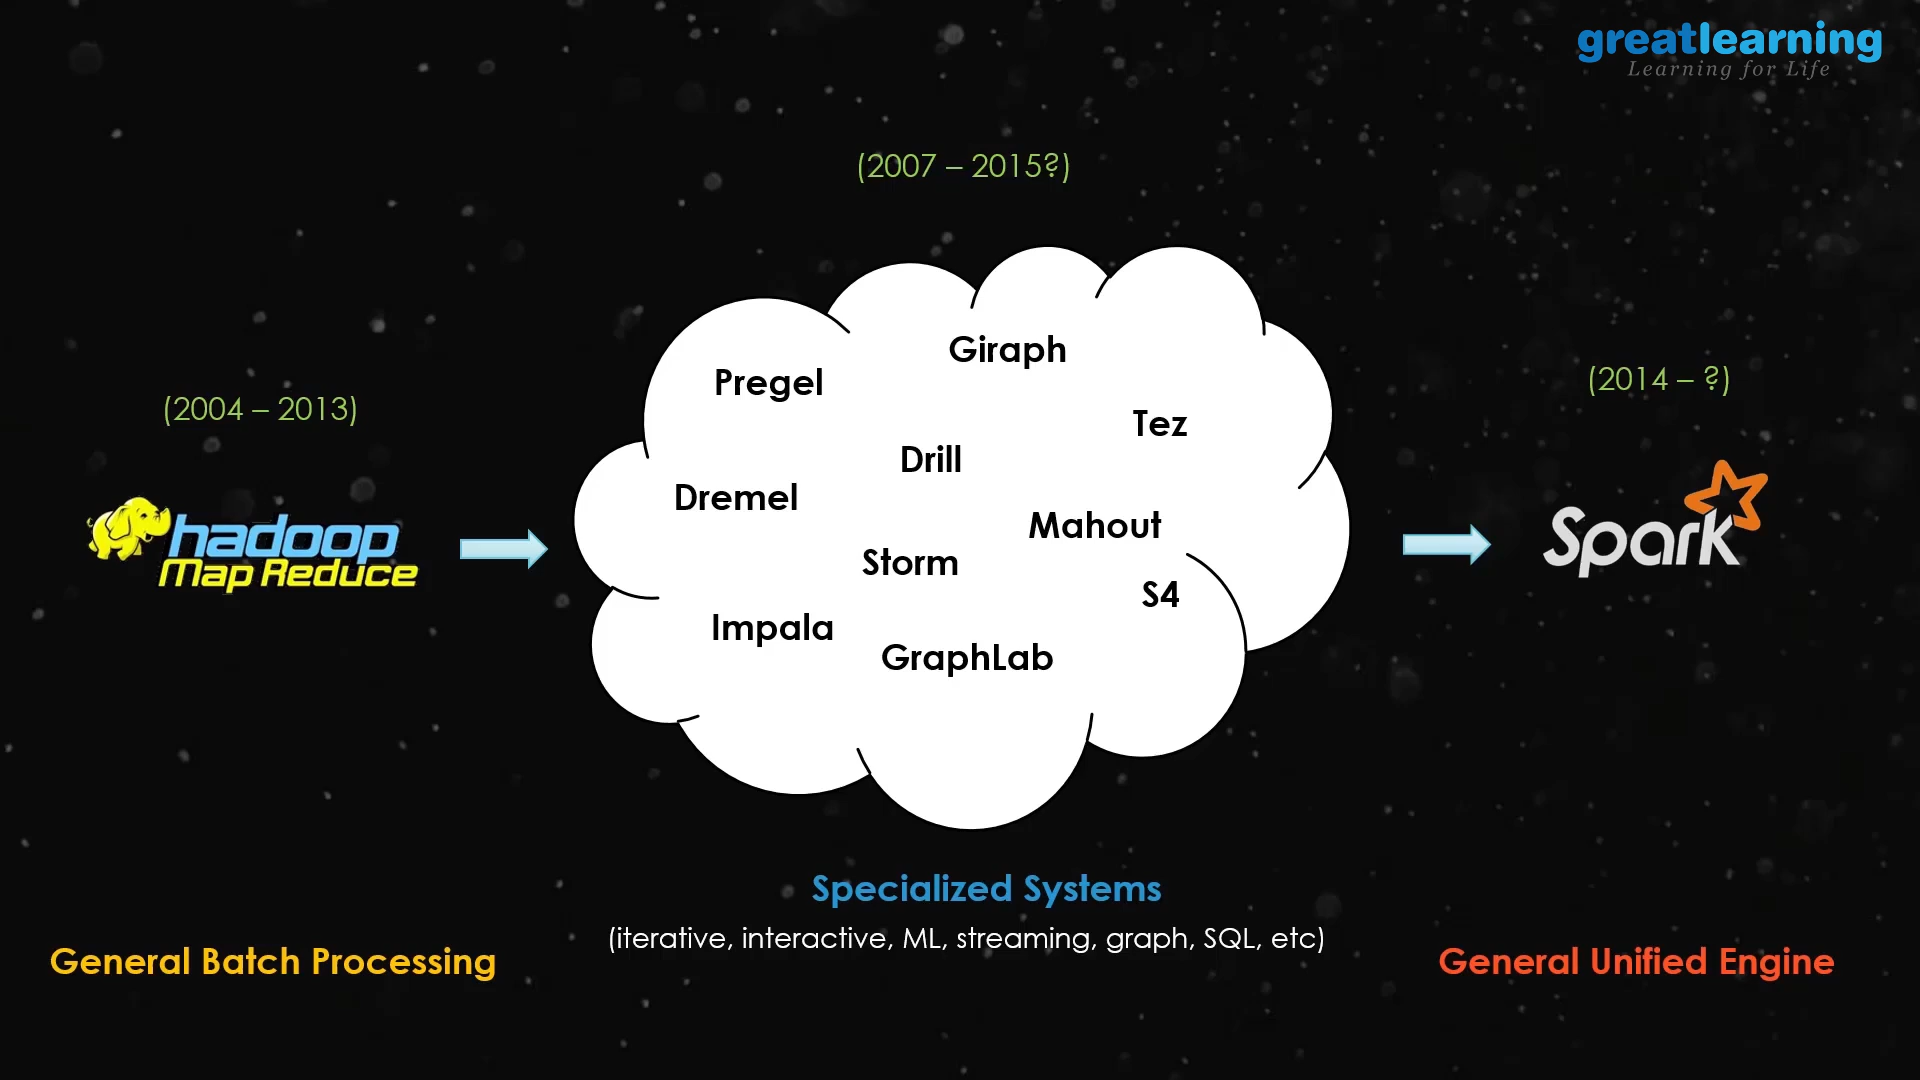 greatlearning
Learning for Life
(2007 – 2015?)
(2004 – 2013)
hadoop
Map Reduce
Giraph
Pregel
Tez
Drill
Dremel
Mahout
Storm
S4
Impala
GraphLab
(2014 – ?)
Spark
General Batch Processing
Specialized Systems
(iterative, interactive, ML, streaming, graph, SQL, etc)
General Unified Engine